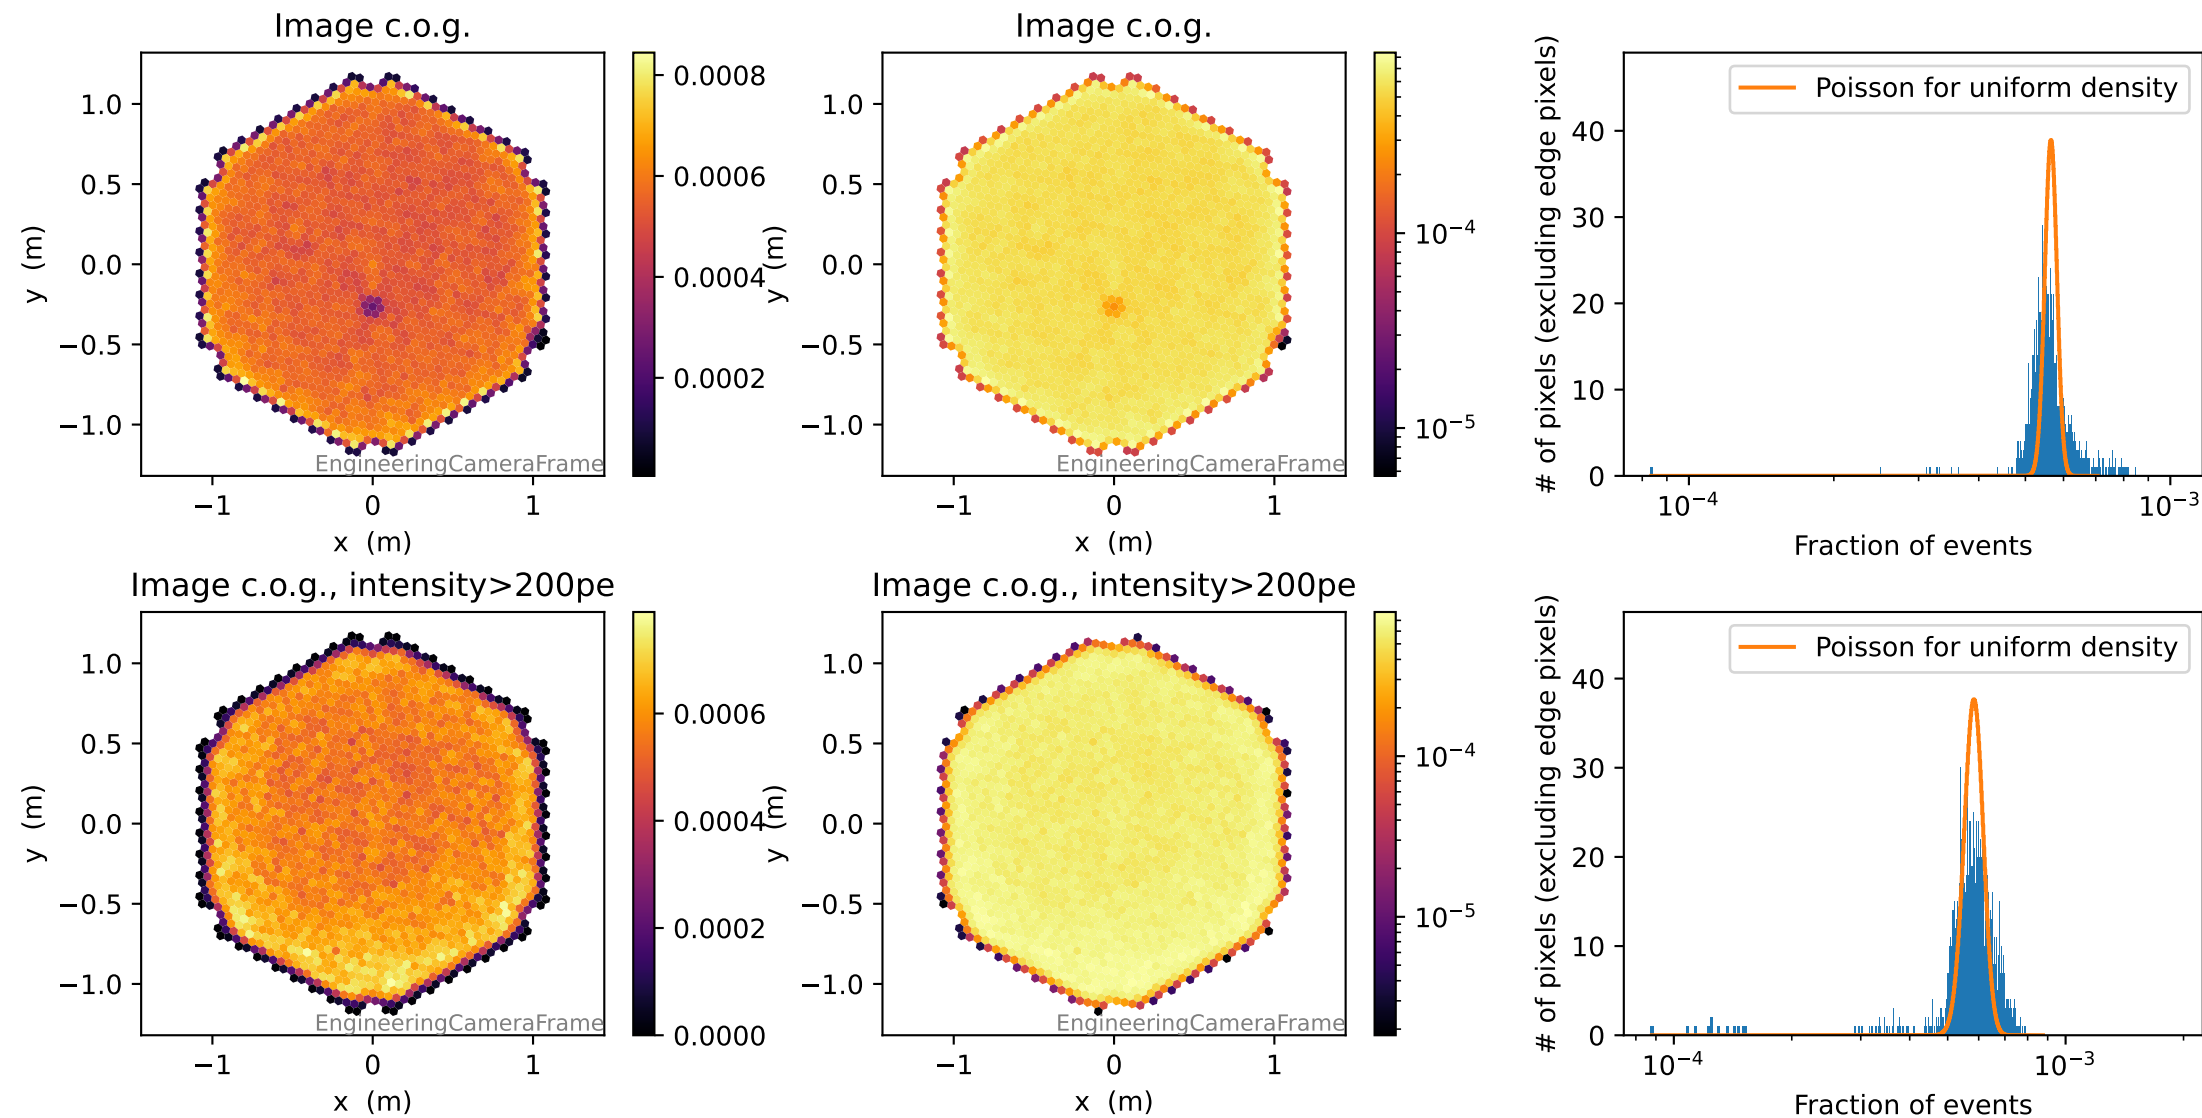 Image c.o.g.
1.0
0.5
0.0
−0.5
−1.0
−1
0
1
y (m)
x (m)
EngineeringCameraFrame
0.0008
0.0006
0.0004
0.0002
Image c.o.g.
1.0
0.5
0.0
−0.5
−1.0
−1
0
1
y (m)
x (m)
EngineeringCameraFrame
10⁻⁴
10⁻⁵
# of pixels (excluding edge pixels)
40
30
20
10
0
Poisson for uniform density
10⁻⁴
10⁻³
Fraction of events
Image c.o.g., intensity>200pe
1.0
0.5
0.0
−0.5
−1.0
−1
0
1
y (m)
x (m)
EngineeringCameraFrame
0.0006
0.0004
0.0002
0.0000
Image c.o.g., intensity>200pe
1.0
0.5
0.0
−0.5
−1.0
−1
0
1
y (m)
x (m)
EngineeringCameraFrame
10⁻⁴
10⁻⁵
# of pixels (excluding edge pixels)
40
30
20
10
0
Poisson for uniform density
10⁻⁴
10⁻³
Fraction of events